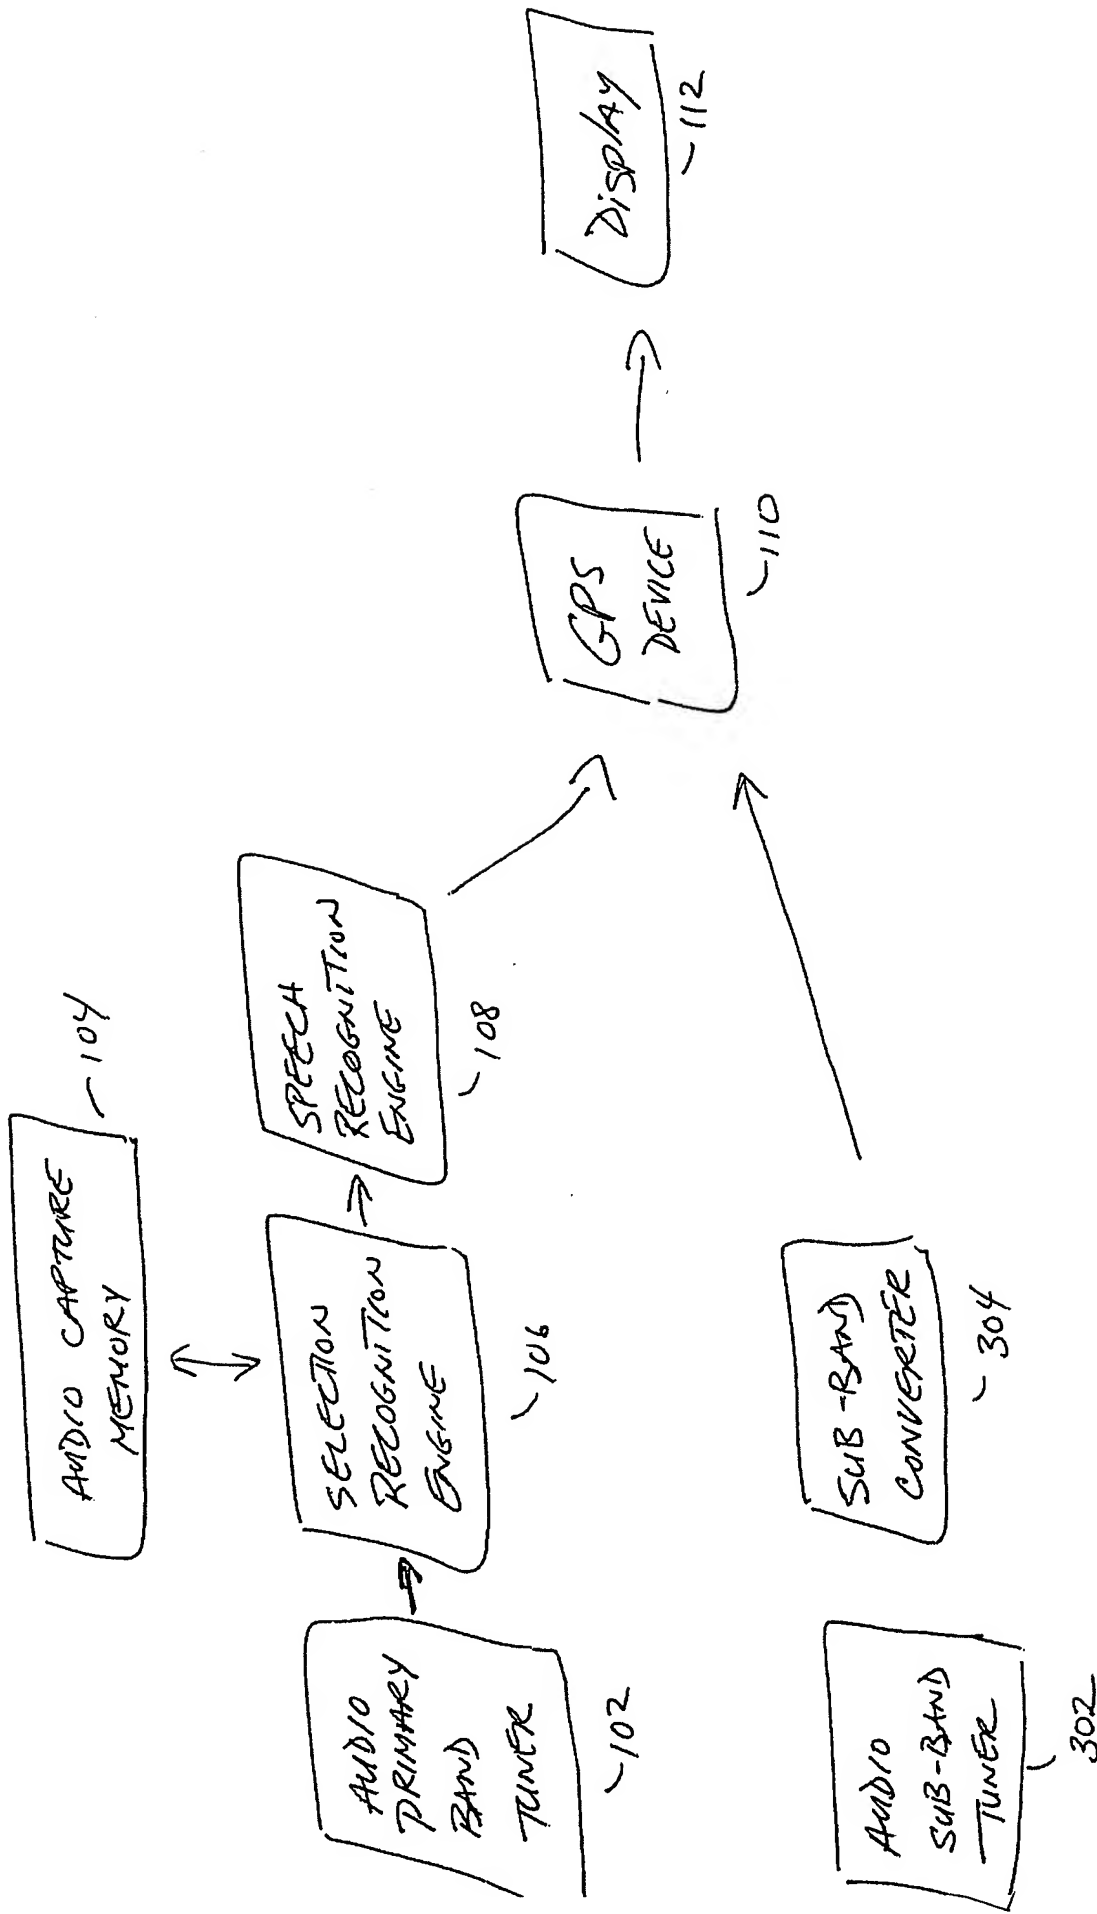 AUDIO CAPTURE
MEMORY
104
AUDIO
PRIMARY
BAND
TUNER
102
SELECTION
RECOGNITION
ENGINE
106
SPEECH
RECOGNITION
ENGINE
108
GPS
DEVICE
110
DISPLAY
112
AUDIO
SUB-BAND
TUNER
302
SUB-BAND
CONVERTER
304